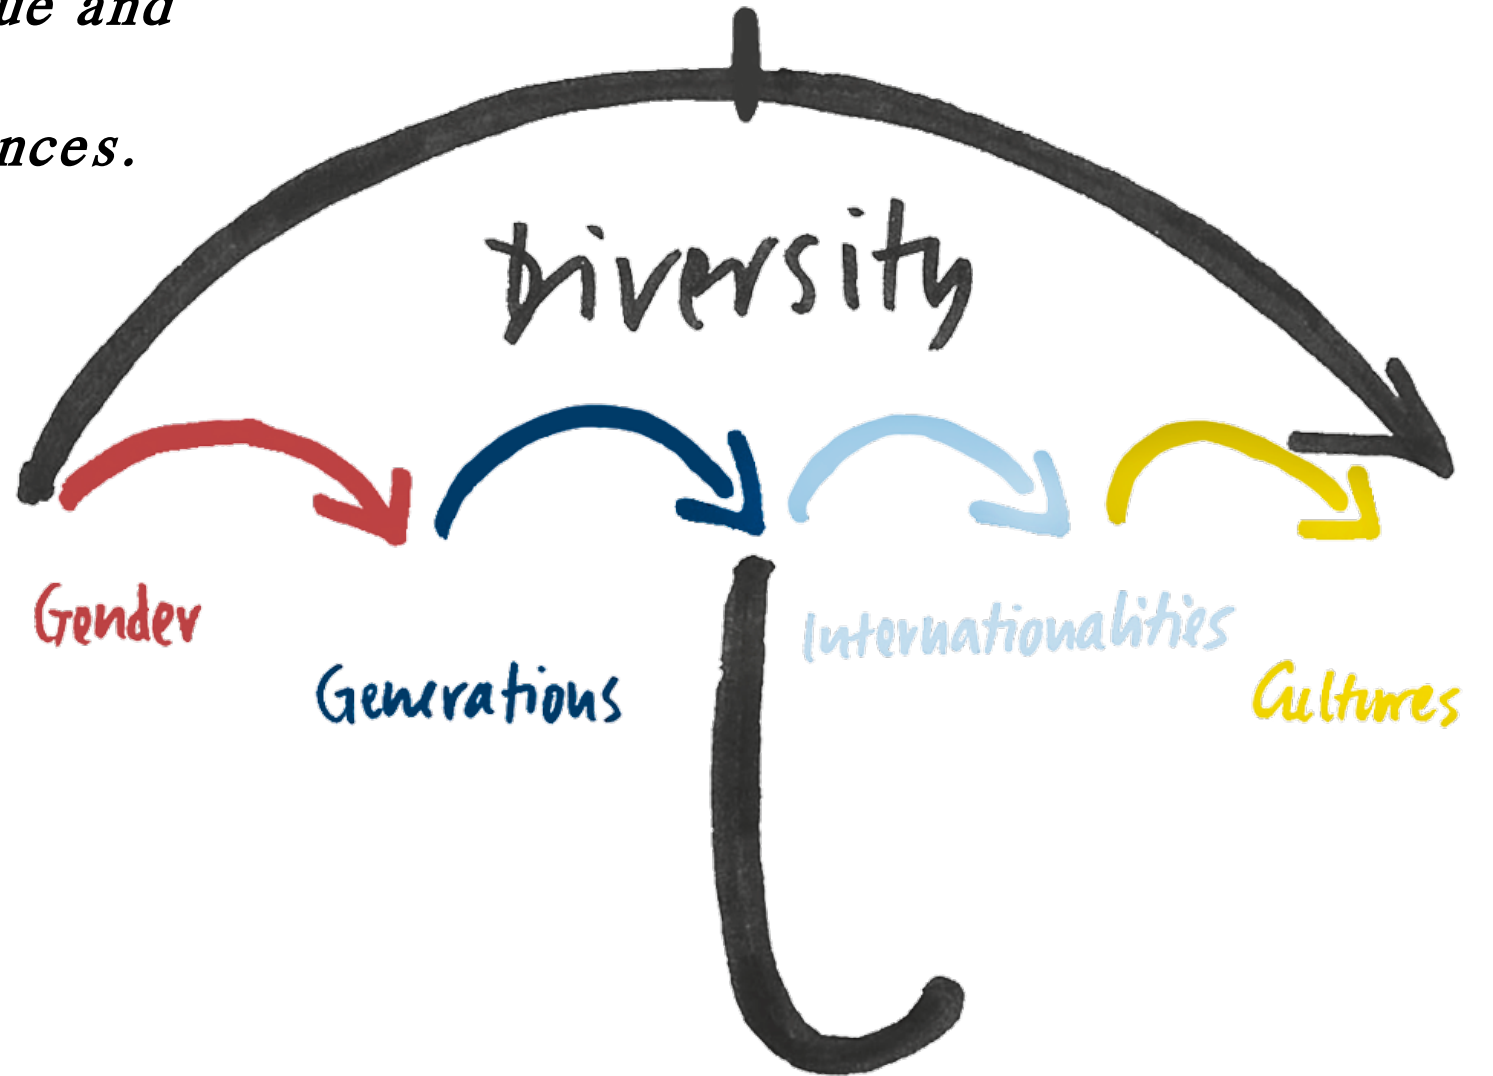 ue and
nces.
Diversity
Gender
Generations
Internationalities
Cultures